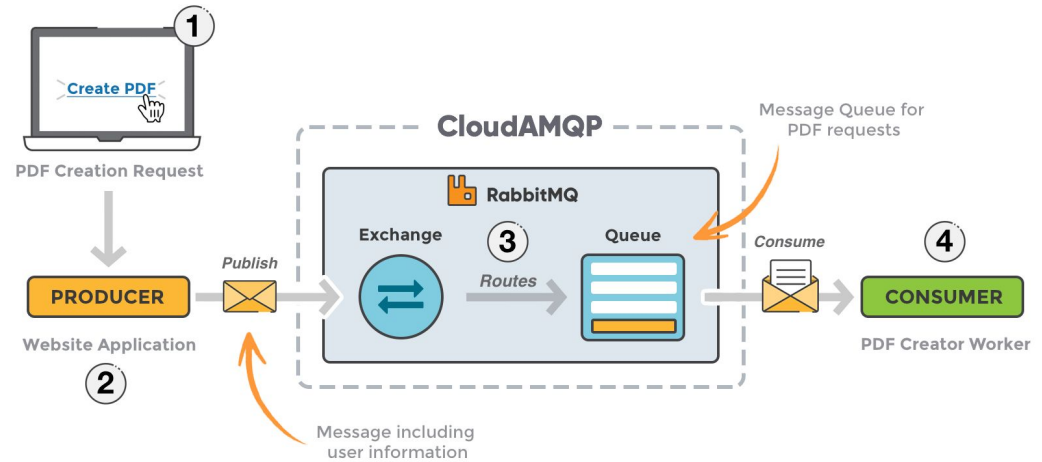 1
Create PDF
PDF Creation Request
CloudAMQP
Message Queue for
PDF requests
RabbitMQ
Exchange
3
Queue
Routes
Publish
Consume
4
PRODUCER
CONSUMER
Website Application
PDF Creator Worker
2
Message including
user information